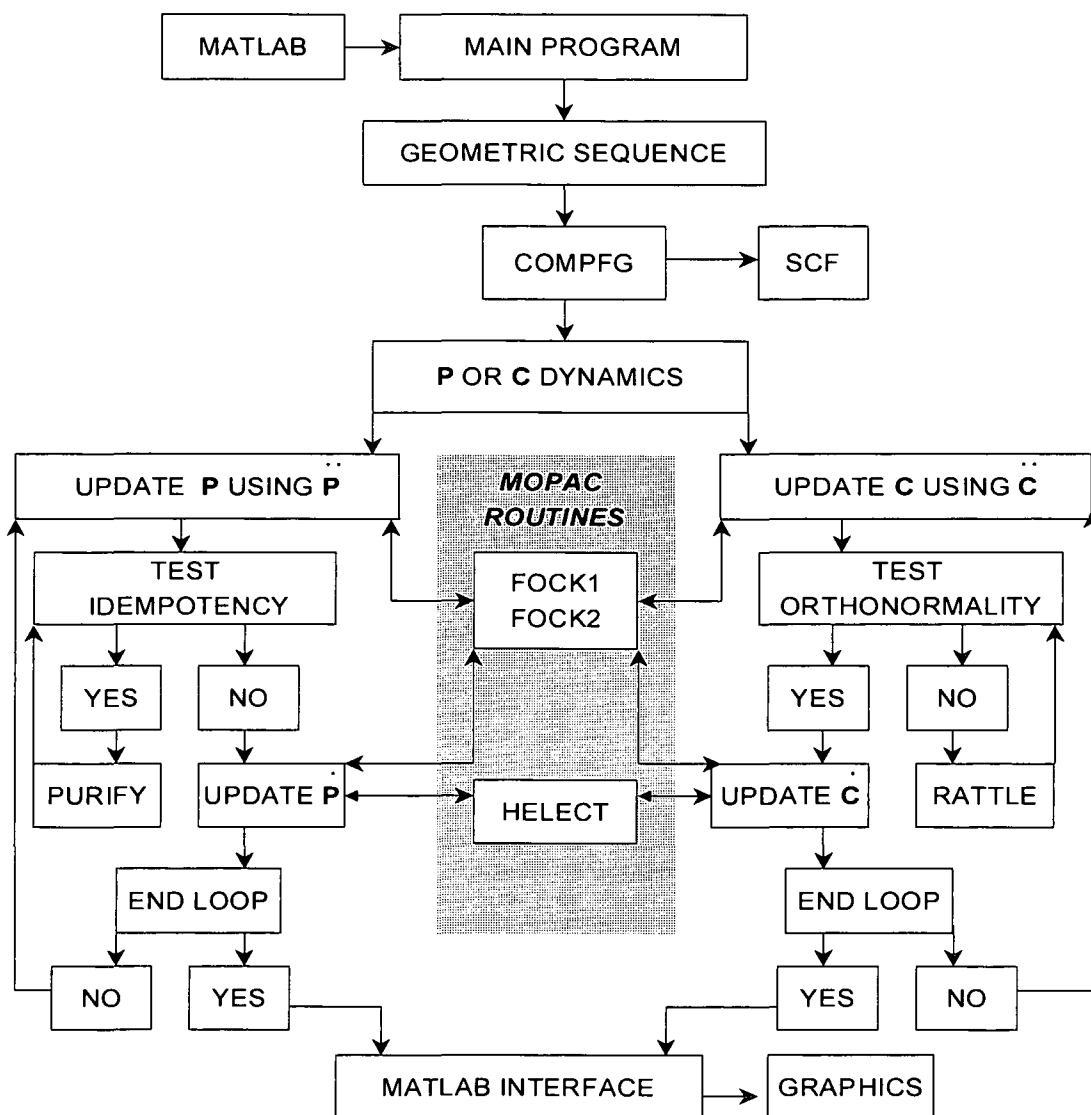 MATLAB
MAIN PROGRAM
GEOMETRIC SEQUENCE
COMPFG
SCF
P OR C DYNAMICS
UPDATE P USING P̈
MOPAC
ROUTINES
UPDATE C USING C̈
TEST
IDEMPOTENCY
FOCK1
FOCK2
TEST
ORTHONORMALITY
YES
NO
YES
NO
PURIFY
UPDATE Ṗ
HELECT
UPDATE Ċ
RATTLE
END LOOP
END LOOP
NO
YES
YES
NO
MATLAB INTERFACE
GRAPHICS